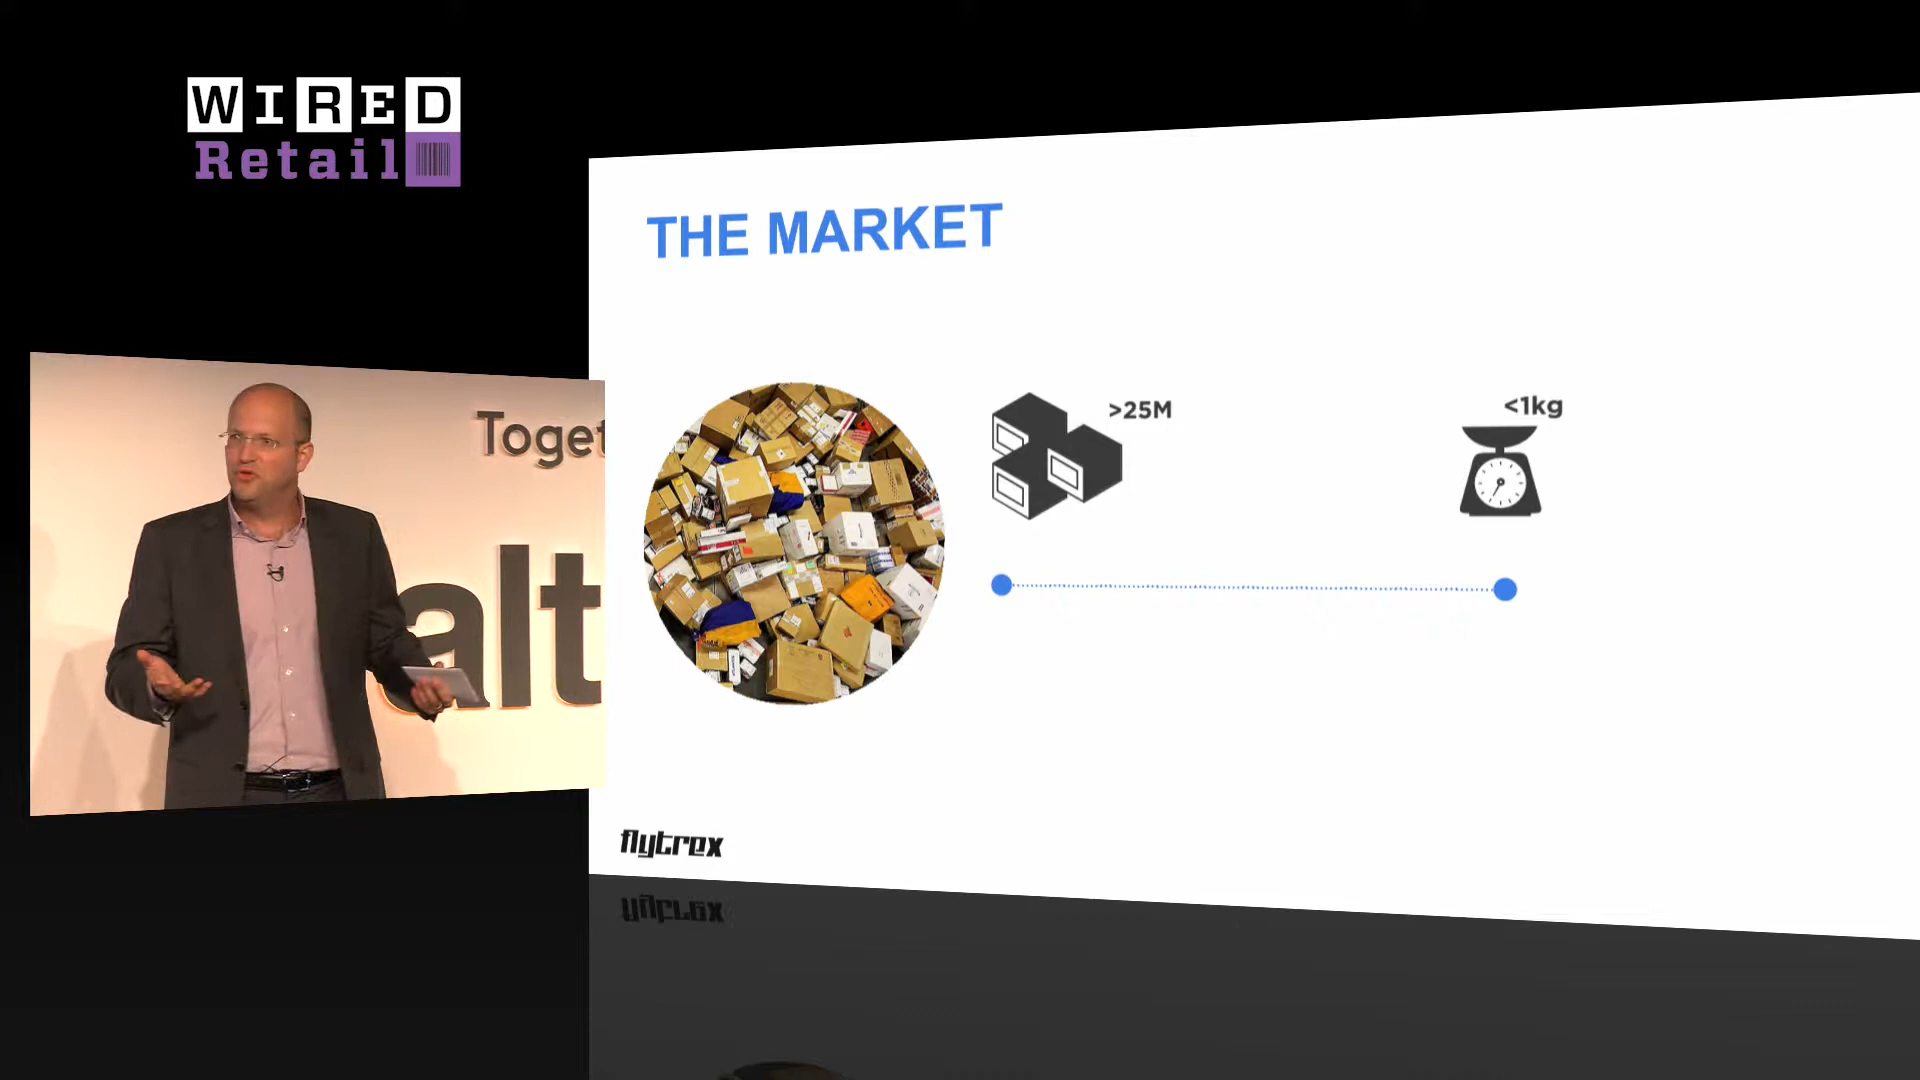 WIRED
Retail
THE MARKET
>25M
<1kg
Toget
alt
flytrex